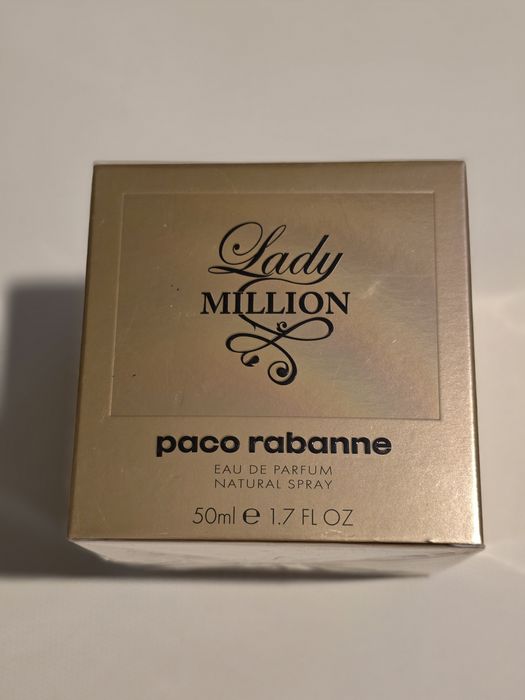 Lady
MILLION
paco rabanne
EAU DE PARFUM
NATURAL SPRAY
50ml ℮ 1.7 FL OZ